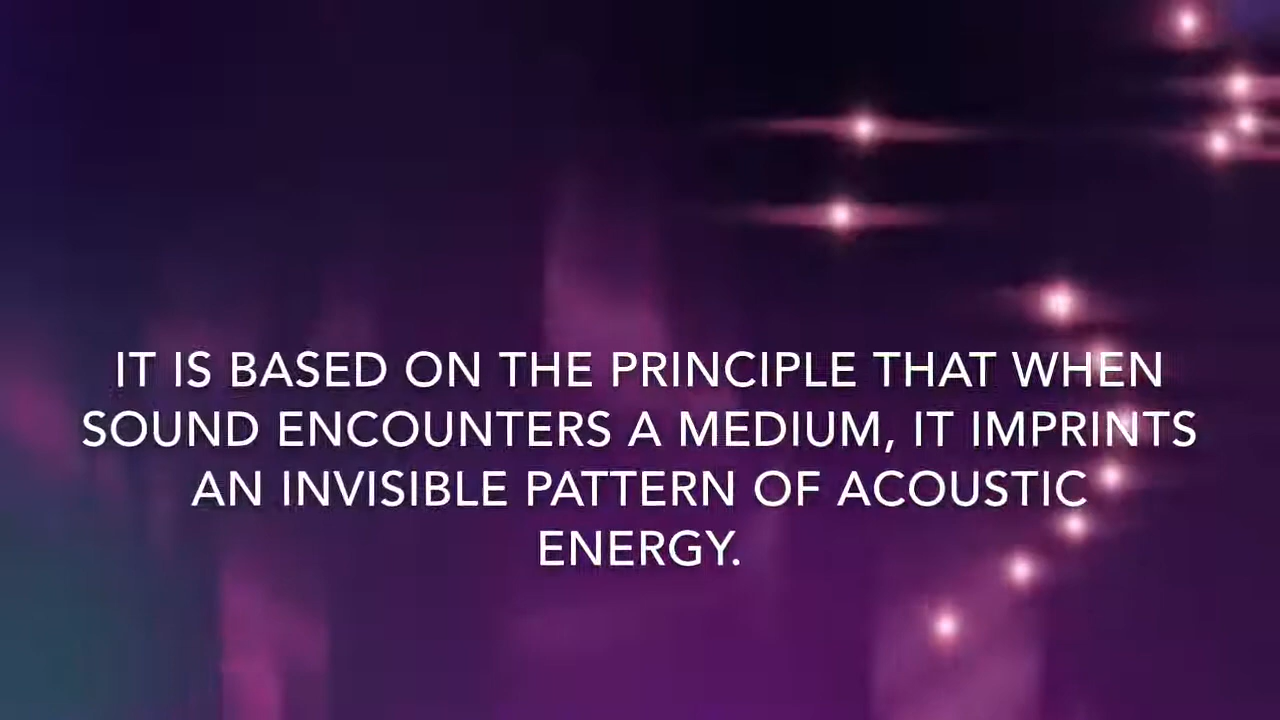 IT IS BASED ON THE PRINCIPLE THAT WHEN
SOUND ENCOUNTERS A MEDIUM, IT IMPRINTS
AN INVISIBLE PATTERN OF ACOUSTIC
ENERGY.